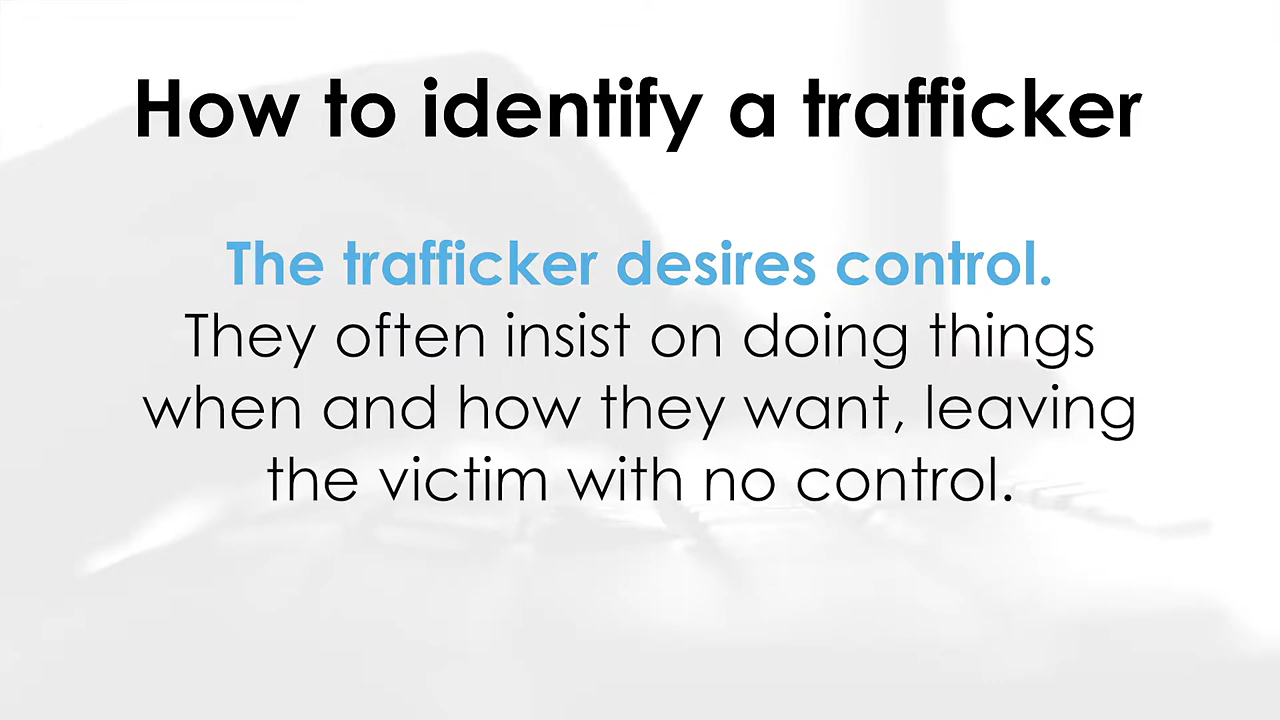 How to identify a trafficker
The trafficker desires control.
They often insist on doing things
when and how they want, leaving
the victim with no control.